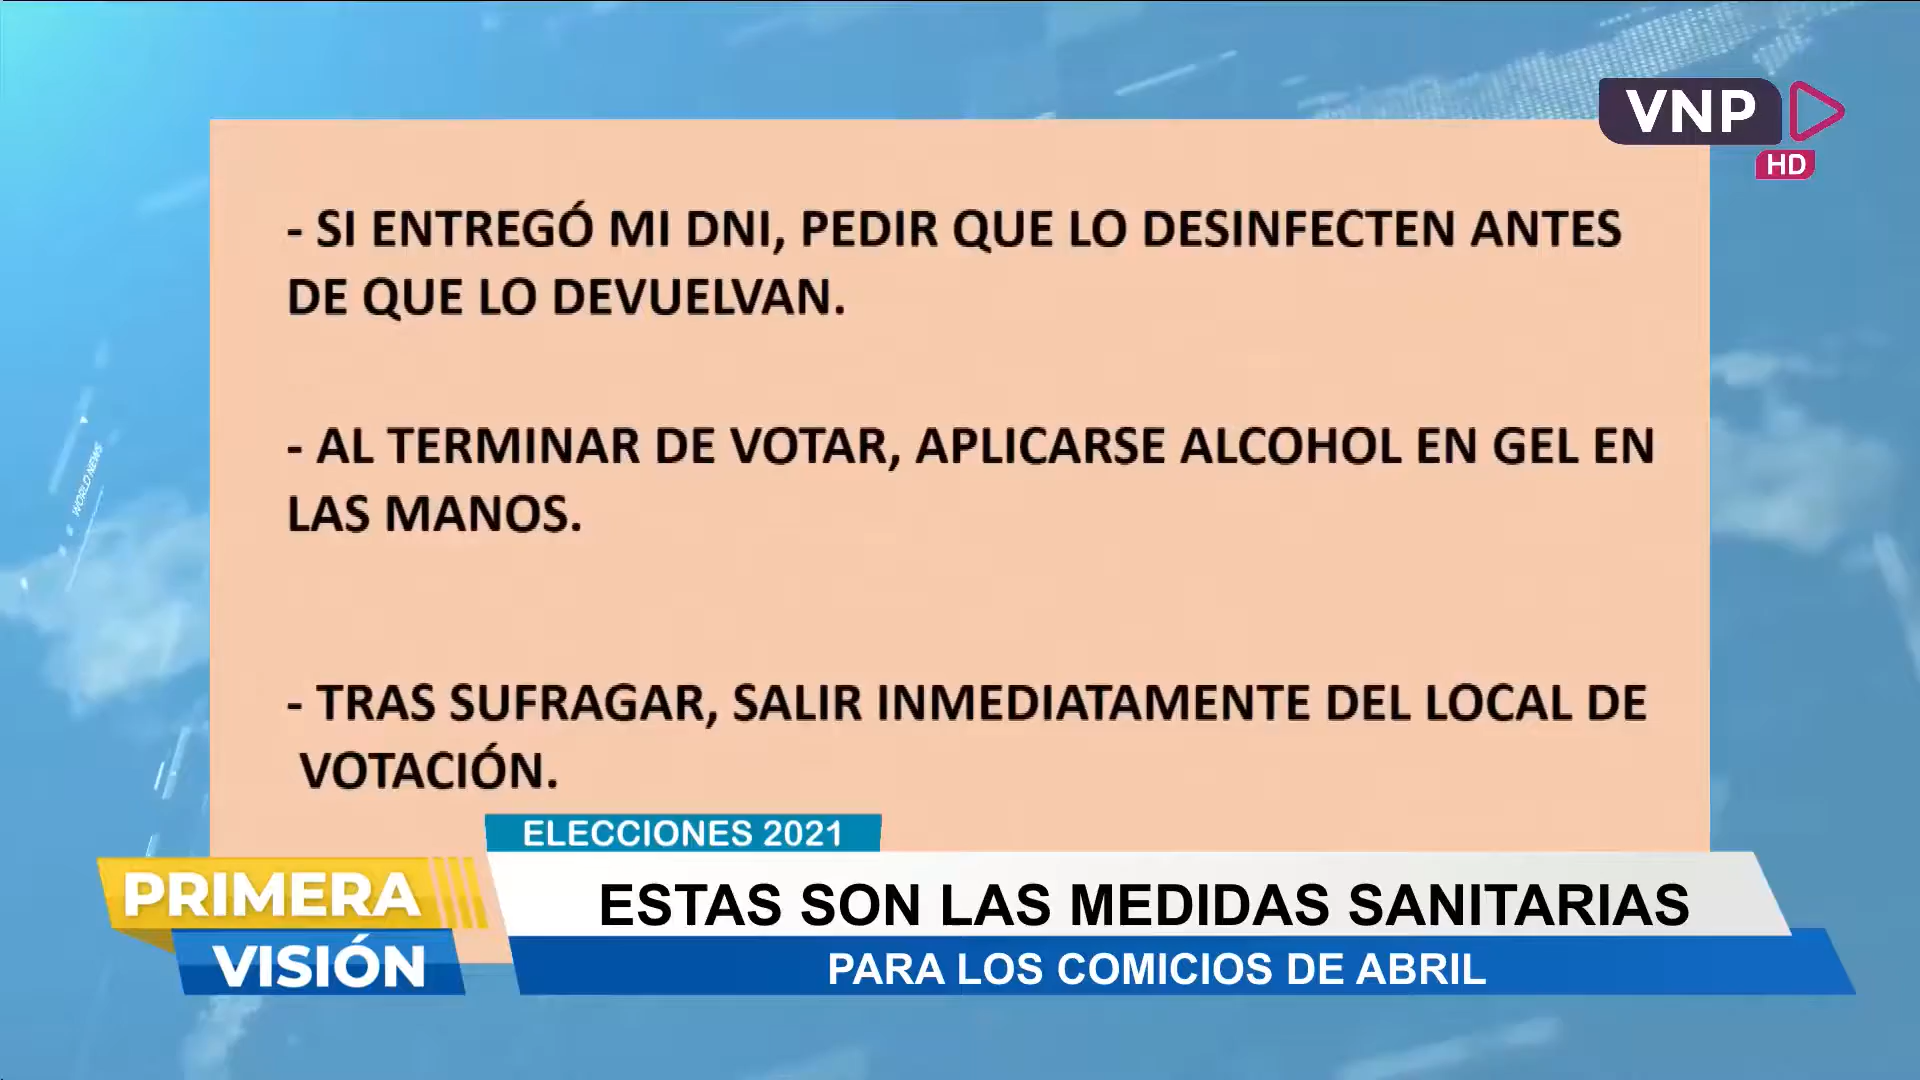 VNP
HD
- SI ENTREGÓ MI DNI, PEDIR QUE LO DESINFECTEN ANTES
DE QUE LO DEVUELVAN.
- AL TERMINAR DE VOTAR, APLICARSE ALCOHOL EN GEL EN
LAS MANOS.
WORLD NEWS
- TRAS SUFRAGAR, SALIR INMEDIATAMENTE DEL LOCAL DE
VOTACIÓN.
ELECCIONES 2021
PRIMERA
VISIÓN
ESTAS SON LAS MEDIDAS SANITARIAS
PARA LOS COMICIOS DE ABRIL